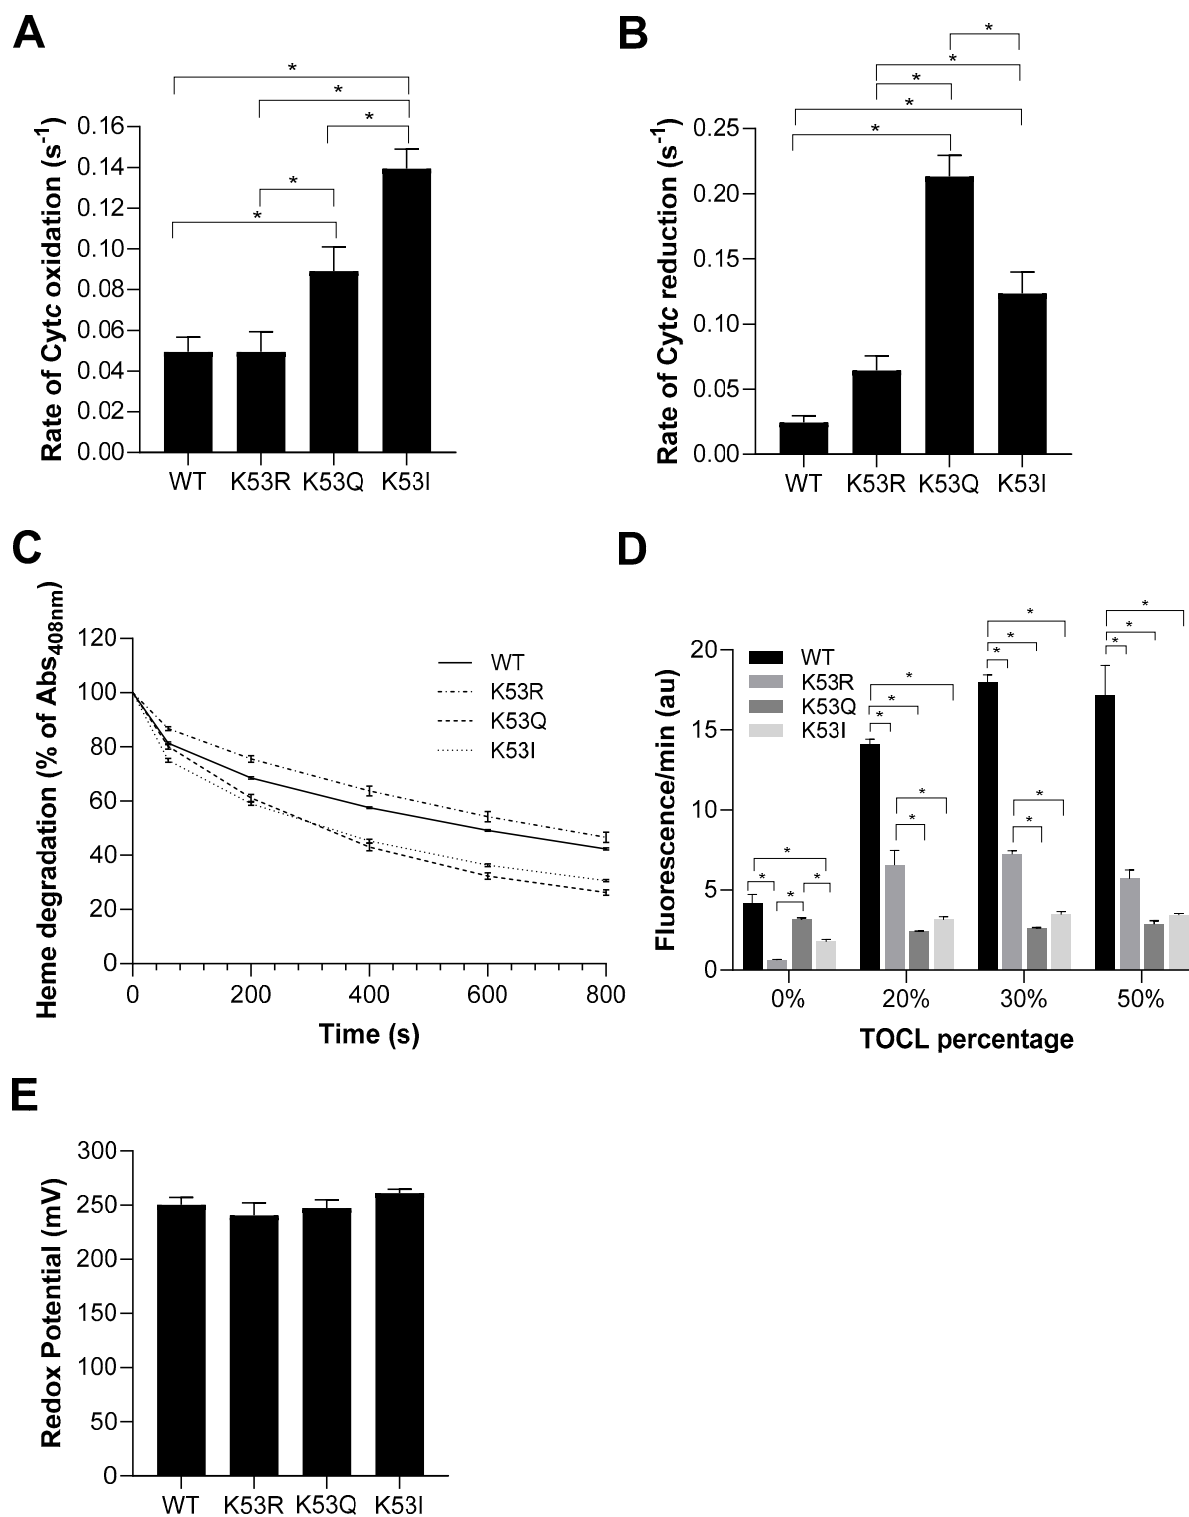 A
Rate of Cytc oxidation (s-1)
0.16
0.14
0.12
0.10
0.08
0.06
0.04
0.02
0.00
* * * * *
WT K53R K53Q K53I
B
Rate of Cytc reduction (s-1)
0.25
0.20
0.15
0.10
0.05
0.00
* * * * *
WT K53R K53Q K53I
C
Heme degradation (% of Abs408nm)
120
100
80
60
40
20
0
WT
K53R
K53Q
K53I
0 200 400 600 800
Time (s)
D
Fluorescence/min (au)
20
15
10
5
0
WT
K53R
K53Q
K53I
* * * * * * * * * * * * * * * * *
0% 20% 30% 50%
TOCL percentage
E
Redox Potential (mV)
300
250
200
150
100
50
0
WT K53R K53Q K53I